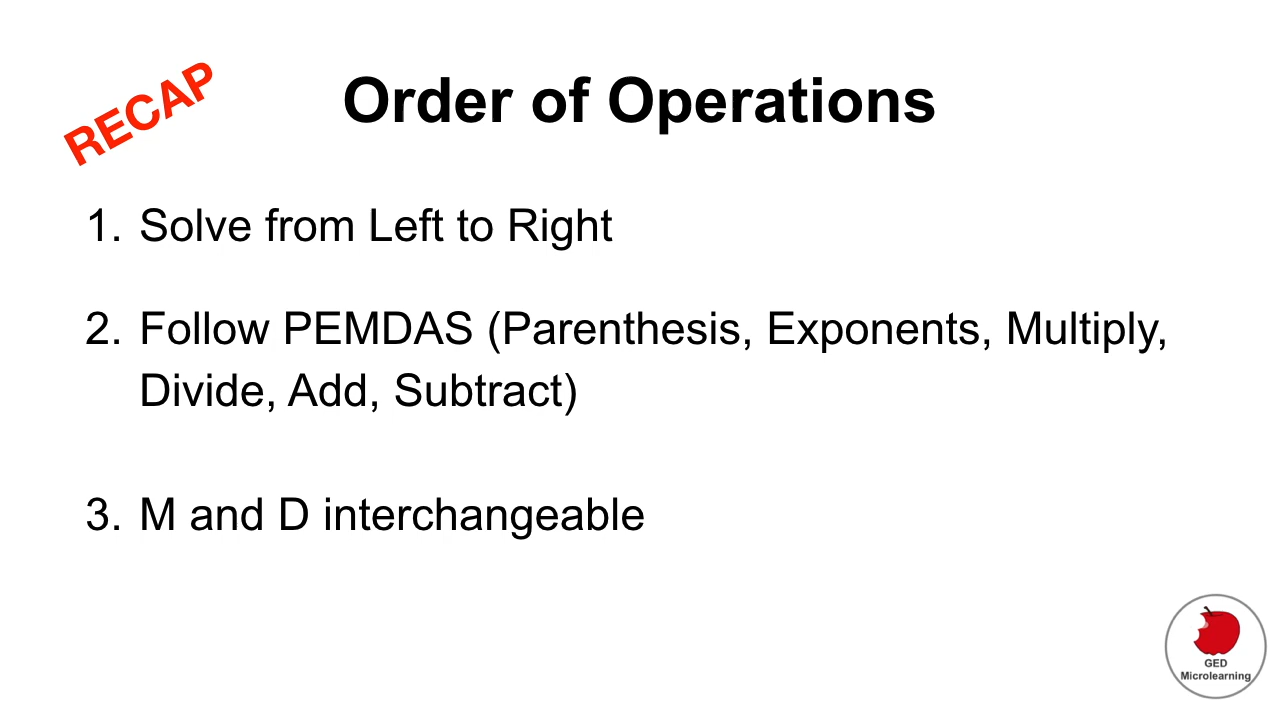 RECAP
Order of Operations
1. Solve from Left to Right
2. Follow PEMDAS (Parenthesis, Exponents, Multiply,
Divide, Add, Subtract)
3. M and D interchangeable
GED
Microlearning